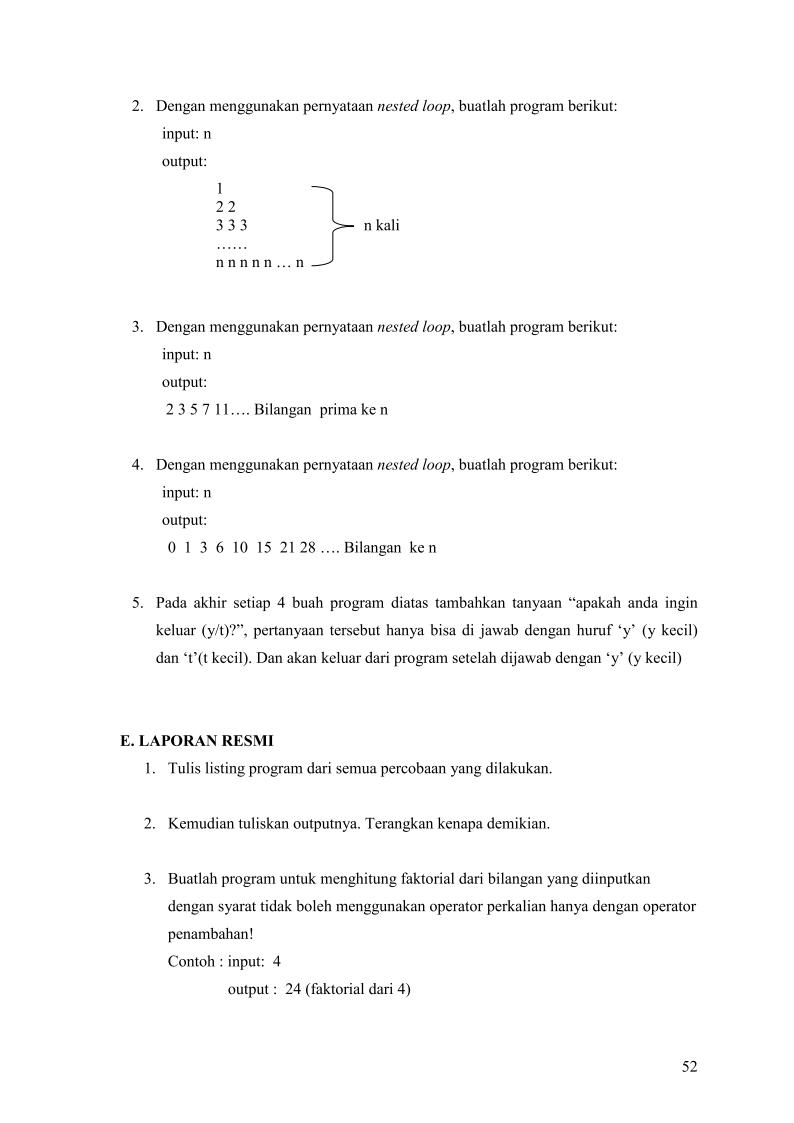 2. Dengan menggunakan pernyataan nested loop, buatlah program berikut:
input: n
output:
1
2 2
3 3 3
n kali
……
n n n n n … n
3. Dengan menggunakan pernyataan nested loop, buatlah program berikut:
input: n
output:
2 3 5 7 11…. Bilangan prima ke n
4. Dengan menggunakan pernyataan nested loop, buatlah program berikut:
input: n
output:
0 1 3 6 10 15 21 28 …. Bilangan ke n
5. Pada akhir setiap 4 buah program diatas tambahkan tanyaan “apakah anda ingin
keluar (y/t)?”, pertanyaan tersebut hanya bisa di jawab dengan huruf ‘y’ (y kecil)
dan ‘t’(t kecil). Dan akan keluar dari program setelah dijawab dengan ‘y’ (y kecil)
E. LAPORAN RESMI
1. Tulis listing program dari semua percobaan yang dilakukan.
2. Kemudian tuliskan outputnya. Terangkan kenapa demikian.
3. Buatlah program untuk menghitung faktorial dari bilangan yang diinputkan
dengan syarat tidak boleh menggunakan operator perkalian hanya dengan operator
penambahan!
Contoh : input: 4
output : 24 (faktorial dari 4)
52